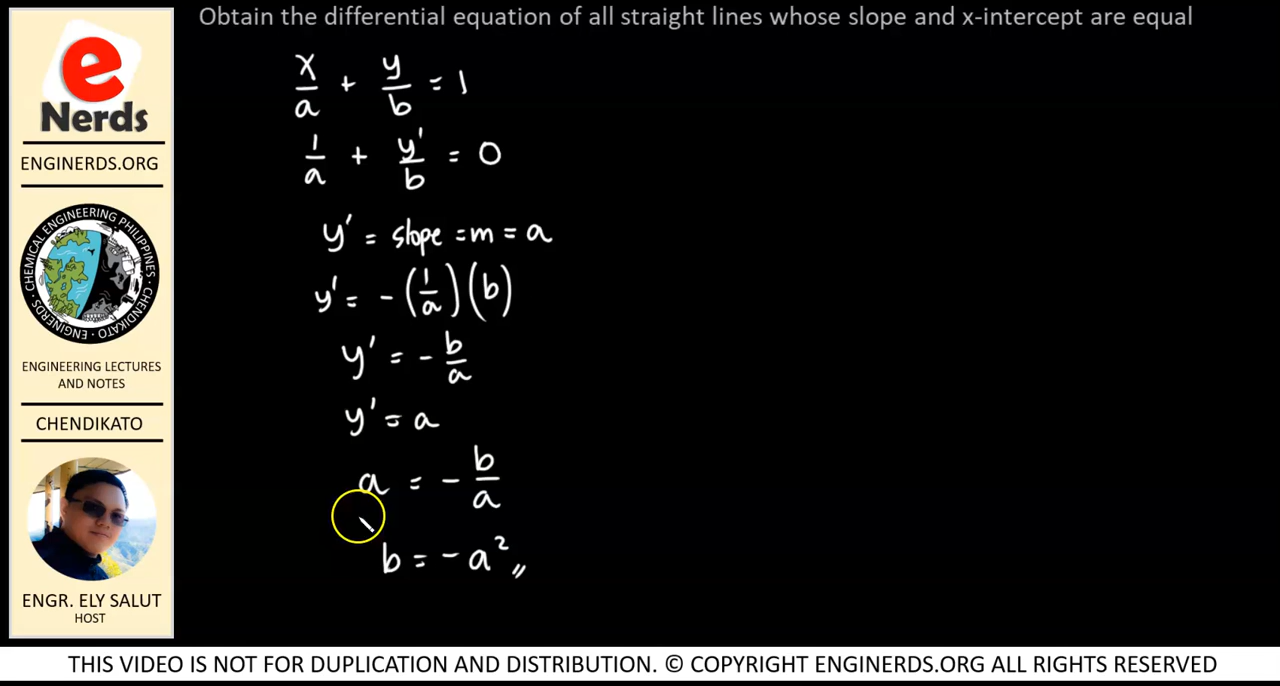 Obtain the differential equation of all straight lines whose slope and x-intercept are equal
e
Nerds
ENGINERDS.ORG
CHEMICAL ENGINEERING PHILIPPINES
CHENDIKATO · ENGINERDS
ENGINEERING LECTURES
AND NOTES
CHENDIKATO
ENGR. ELY SALUT
HOST
x/a + y/b = 1
1/a + y'/b = 0
y' = slope = m = a
y' = - (1/a) (b)
y' = - b/a
y' = a
a = - b/a
b = - a² //
THIS VIDEO IS NOT FOR DUPLICATION AND DISTRIBUTION. © COPYRIGHT ENGINERDS.ORG ALL RIGHTS RESERVED